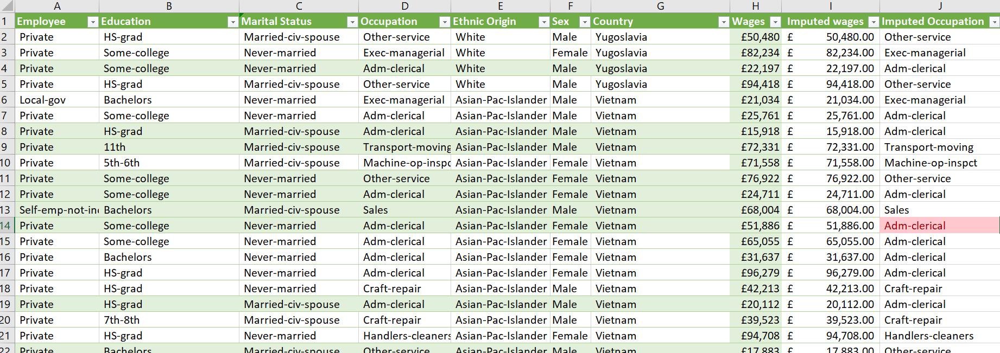 A B C D E F G H I J
1 Employee Education Marital Status Occupation Ethnic Origin Sex Country Wages Imputed wages Imputed Occupation
2 Private HS-grad Married-civ-spouse Other-service White Male Yugoslavia £50,480 £ 50,480.00 Other-service
3 Private Some-college Never-married Exec-managerial White Female Yugoslavia £82,234 £ 82,234.00 Exec-managerial
4 Private Some-college Never-married Adm-clerical White Male Yugoslavia £22,197 £ 22,197.00 Adm-clerical
5 Private HS-grad Married-civ-spouse Other-service White Male Yugoslavia £94,418 £ 94,418.00 Other-service
6 Local-gov Bachelors Never-married Exec-managerial Asian-Pac-Islander Male Vietnam £21,034 £ 21,034.00 Exec-managerial
7 Private Some-college Never-married Adm-clerical Asian-Pac-Islander Male Vietnam £25,761 £ 25,761.00 Adm-clerical
8 Private HS-grad Married-civ-spouse Adm-clerical Asian-Pac-Islander Male Vietnam £15,918 £ 15,918.00 Adm-clerical
9 Private 11th Married-civ-spouse Transport-moving Asian-Pac-Islander Male Vietnam £72,331 £ 72,331.00 Transport-moving
10 Private 5th-6th Married-civ-spouse Machine-op-inspc Asian-Pac-Islander Female Vietnam £71,558 £ 71,558.00 Machine-op-inspct
11 Private Some-college Never-married Other-service Asian-Pac-Islander Female Vietnam £76,922 £ 76,922.00 Other-service
12 Private Some-college Never-married Adm-clerical Asian-Pac-Islander Female Vietnam £24,711 £ 24,711.00 Adm-clerical
13 Self-emp-not-in Bachelors Married-civ-spouse Sales Asian-Pac-Islander Male Vietnam £68,004 £ 68,004.00 Sales
14 Private Some-college Never-married Adm-clerical Asian-Pac-Islander Female Vietnam £51,886 £ 51,886.00 Adm-clerical
15 Private Some-college Never-married Adm-clerical Asian-Pac-Islander Female Vietnam £65,055 £ 65,055.00 Adm-clerical
16 Private Bachelors Never-married Adm-clerical Asian-Pac-Islander Female Vietnam £31,637 £ 31,637.00 Adm-clerical
17 Private HS-grad Never-married Adm-clerical Asian-Pac-Islander Female Vietnam £96,279 £ 96,279.00 Adm-clerical
18 Private HS-grad Never-married Craft-repair Asian-Pac-Islander Male Vietnam £42,213 £ 42,213.00 Craft-repair
19 Private HS-grad Married-civ-spouse Adm-clerical Asian-Pac-Islander Male Vietnam £20,112 £ 20,112.00 Adm-clerical
20 Private 7th-8th Married-civ-spouse Craft-repair Asian-Pac-Islander Male Vietnam £39,523 £ 39,523.00 Craft-repair
21 Private HS-grad Never-married Handlers-cleaners Asian-Pac-Islander Female Vietnam £94,708 £ 94,708.00 Handlers-cleaners
22 Private Bachelors Married-civ-spouse Other-service Asian-Pac-Islander Male Vietnam £17,883 £ 17,883.00 Other-service